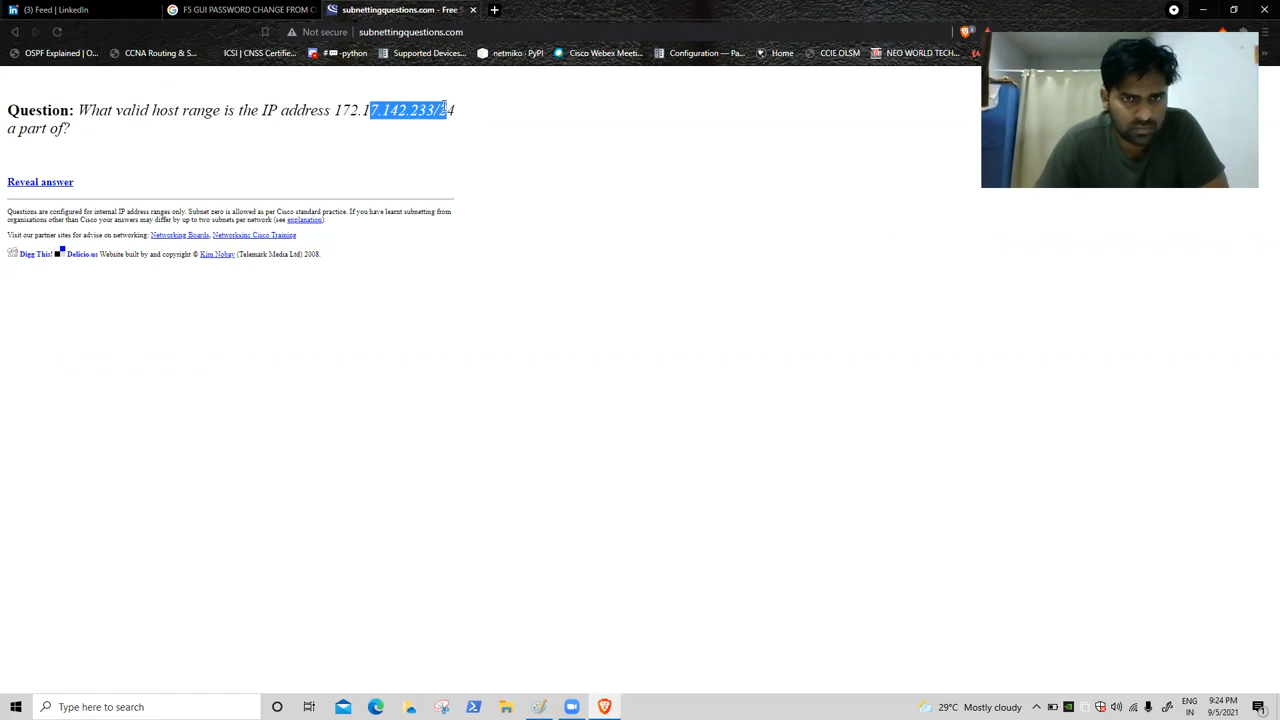 (3) Feed | LinkedIn
F5 GUI PASSWORD CHANGE FROM C
subnettingquestions.com - Free S
Not secure
subnettingquestions.com
OSPF Explained | O...
CCNA Routing & S...
ICSI | CNSS Certifie...
#-python
Supported Devices...
netmiko · PyPI
Cisco Webex Meeti...
Configuration — Pa...
Home
CCIE OLSM
NEO WORLD TECH...
Question: What valid host range is the IP address 172.17.142.233/24
a part of?
Reveal answer
Questions are configured for internal IP address ranges only. Subnet zero is allowed as per Cisco standard practice. If you have learnt subnetting from
organisations other than Cisco your answers may differ by up to two subnets per network (see explanation).
Visit our partner sites for advise on networking: Networking Boards, Networksinc Cisco Training
Digg This! Delicio.us Website built by and copyright © Kim Nobay (Telemark Media Ltd) 2008.
Type here to search
29°C Mostly cloudy
ENG
IN
9:24 PM
9/5/2021